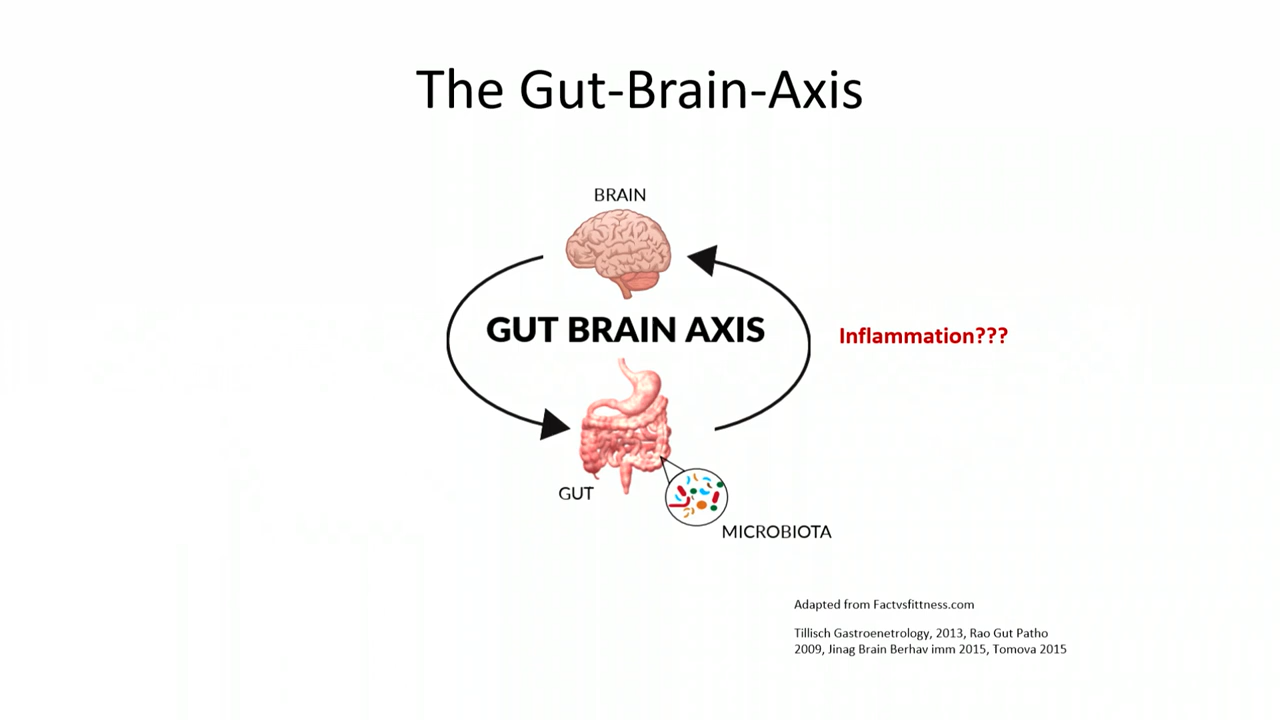 The Gut-Brain-Axis
BRAIN
GUT BRAIN AXIS
Inflammation???
GUT
MICROBIOTA
Adapted from Factvsfittness.com
Tillisch Gastroenetrology, 2013, Rao Gut Patho
2009, Jinag Brain Berhav imm 2015, Tomova 2015